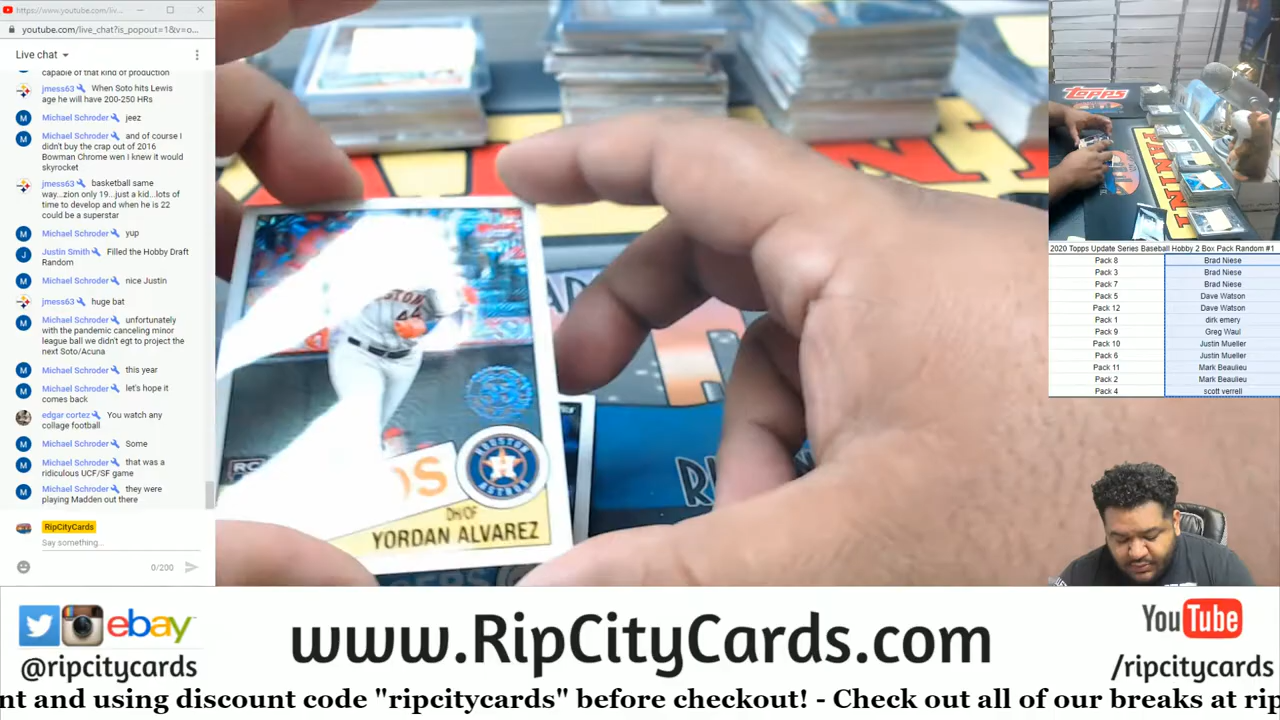 https://www.youtube.com/liv...
youtube.com/live_chat?is_popout=1&v=o...
Live chat
capable of that kind of production
jmess63 When Soto hits Lewis
age he will have 200-250 HRs
Michael Schroder jeez
Michael Schroder and of course I
didn't buy the crap out of 2016
Bowman Chrome wen I knew it would
skyrocket
jmess63 basketball same
way...zion only 19...just a kid...lots of
time to develop and when he is 22
could be a superstar
Michael Schroder yup
Justin Smith Filled the Hobby Draft
Random
Michael Schroder nice Justin
jmess63 huge bat
Michael Schroder unfortunately
with the pandemic canceling minor
league ball we didn't egt to project the
next Soto/Acuna
Michael Schroder this year
Michael Schroder let's hope it
comes back
edgar cortez You watch any
collage football
Michael Schroder Some
Michael Schroder that was a
ridiculous UCF/SF game
Michael Schroder they were
playing Madden out there
RipCityCards
Say something...
0/200
44
RC
OS
HOUSTON
ASTROS
DH/OF
YORDAN ALVAREZ
TOPPS
PANINI
2020 Topps Update Series Baseball Hobby 2 Box Pack Random #1
Pack 8 Brad Niese
Pack 3 Brad Niese
Pack 7 Brad Niese
Pack 5 Dave Watson
Pack 12 Dave Watson
Pack 1 dirk emery
Pack 9 Greg Waul
Pack 10 Justin Mueller
Pack 6 Justin Mueller
Pack 11 Mark Beaulieu
Pack 2 Mark Beaulieu
Pack 4 scott verrell
ebay
@ripcitycards
www.RipCityCards.com
YouTube
/ripcitycards
nt and using discount code "ripcitycards" before checkout! - Check out all of our breaks at rip